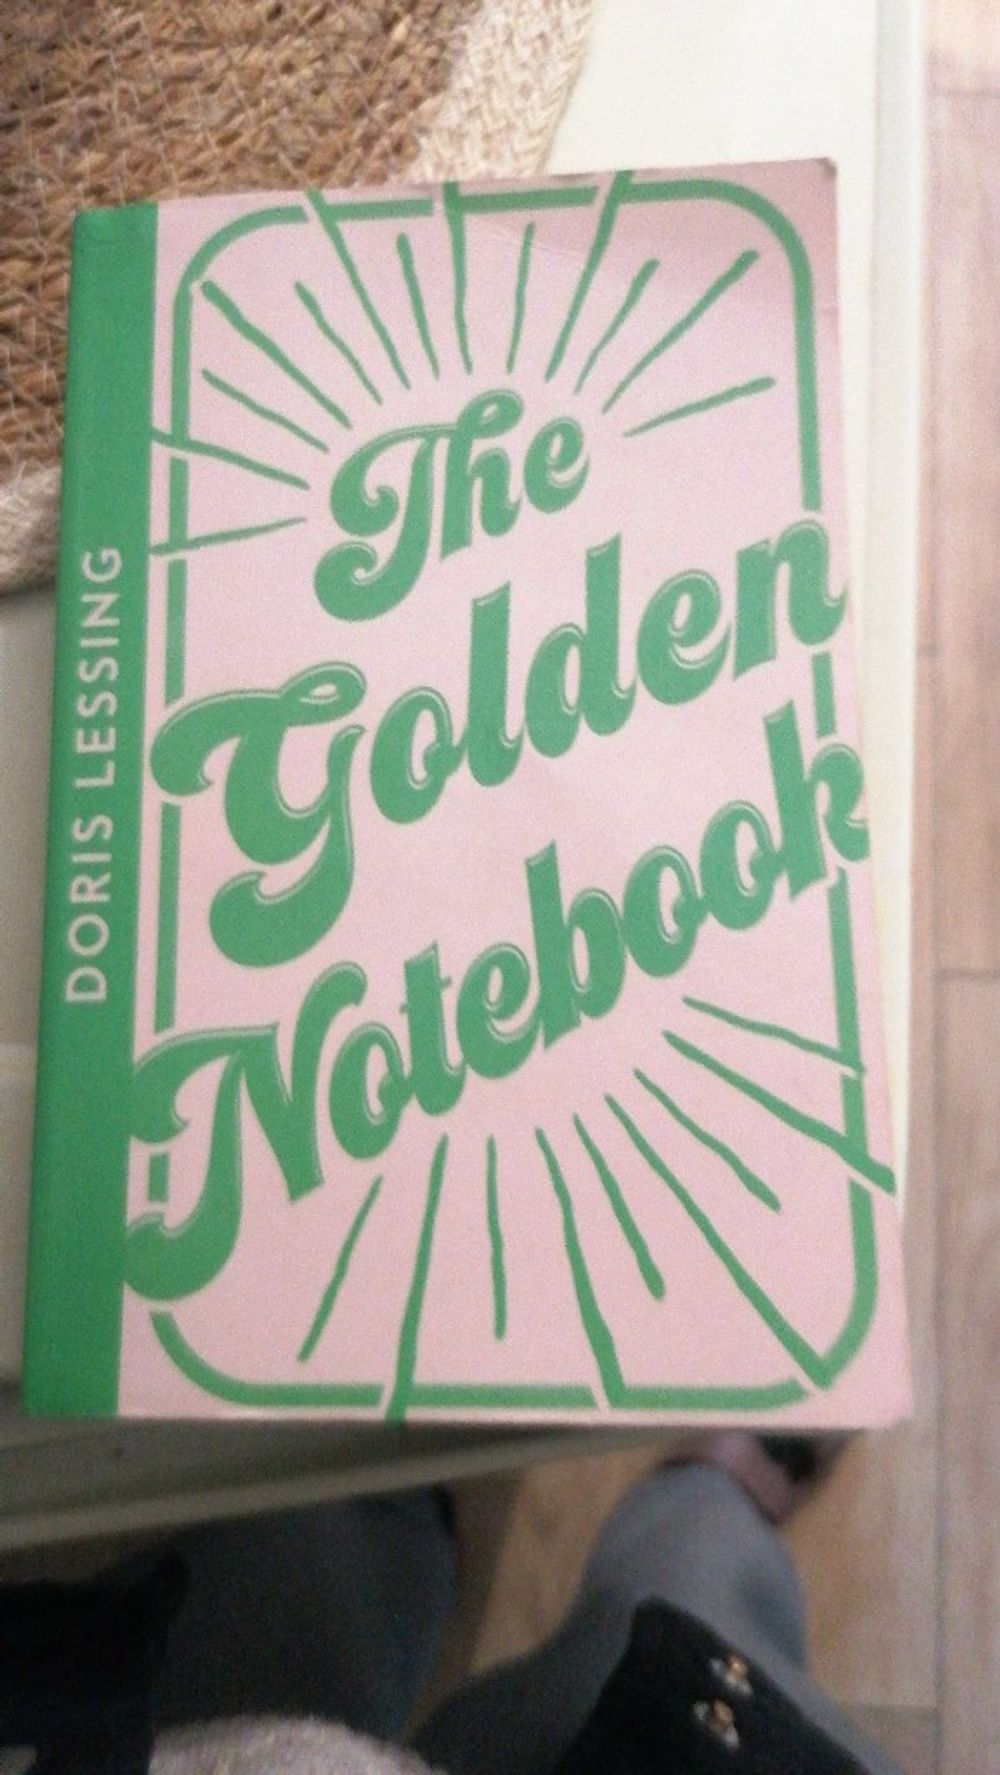 DORIS LESSING
The
Golden
Notebook